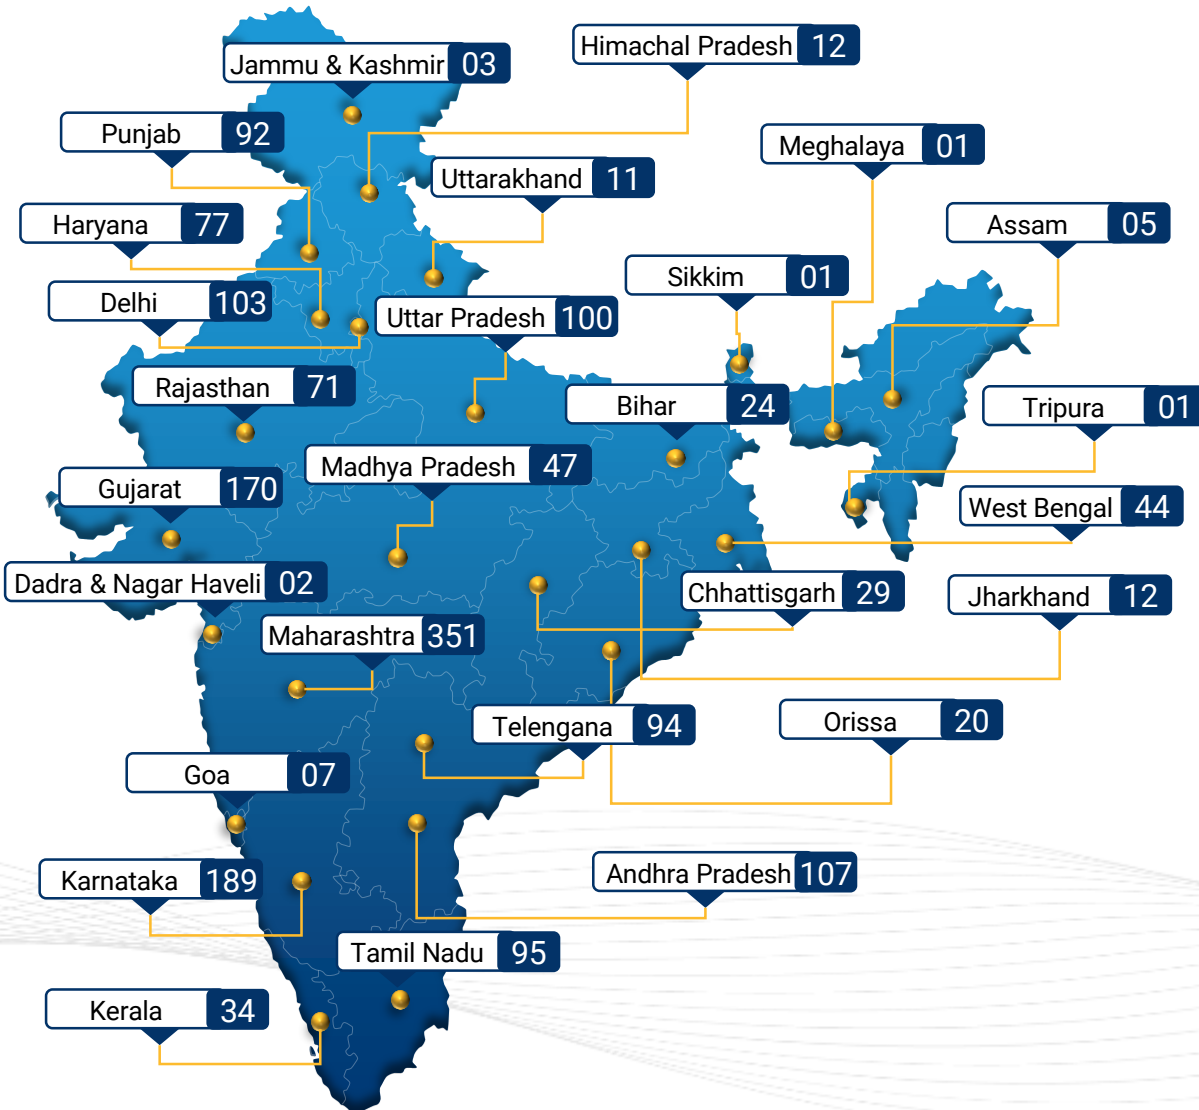 Himachal Pradesh 12
Jammu & Kashmir 03
Punjab 92
Meghalaya 01
Uttarakhand 11
Haryana 77
Assam 05
Sikkim 01
Delhi 103
Uttar Pradesh 100
Rajasthan 71
Bihar 24
Tripura 01
Madhya Pradesh 47
Gujarat 170
West Bengal 44
Dadra & Nagar Haveli 02
Chhattisgarh 29
Jharkhand 12
Maharashtra 351
Telengana 94
Orissa 20
Goa 07
Karnataka 189
Andhra Pradesh 107
Tamil Nadu 95
Kerala 34